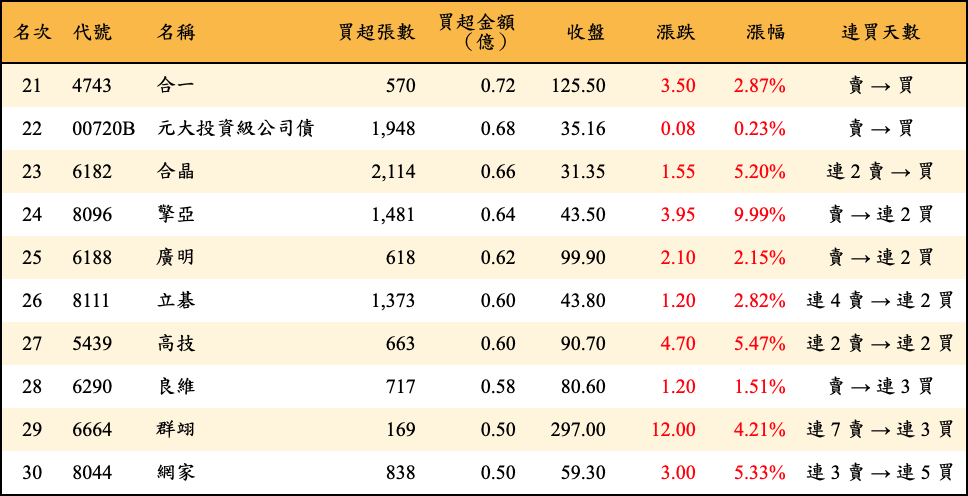 名次 代號 名稱 買超張數 買超金額（億） 收盤 漲跌 漲幅 連買天數
21 4743 合一 570 0.72 125.50 3.50 2.87% 賣 → 買
22 00720B 元大投資級公司債 1,948 0.68 35.16 0.08 0.23% 賣 → 買
23 6182 合晶 2,114 0.66 31.35 1.55 5.20% 連 2 賣 → 買
24 8096 擎亞 1,481 0.64 43.50 3.95 9.99% 賣 → 連 2 買
25 6188 廣明 618 0.62 99.90 2.10 2.15% 賣 → 連 2 買
26 8111 立碁 1,373 0.60 43.80 1.20 2.82% 連 4 賣 → 連 2 買
27 5439 高技 663 0.60 90.70 4.70 5.47% 連 2 賣 → 連 2 買
28 6290 良維 717 0.58 80.60 1.20 1.51% 賣 → 連 3 買
29 6664 群翊 169 0.50 297.00 12.00 4.21% 連 7 賣 → 連 3 買
30 8044 網家 838 0.50 59.30 3.00 5.33% 連 3 賣 → 連 5 買